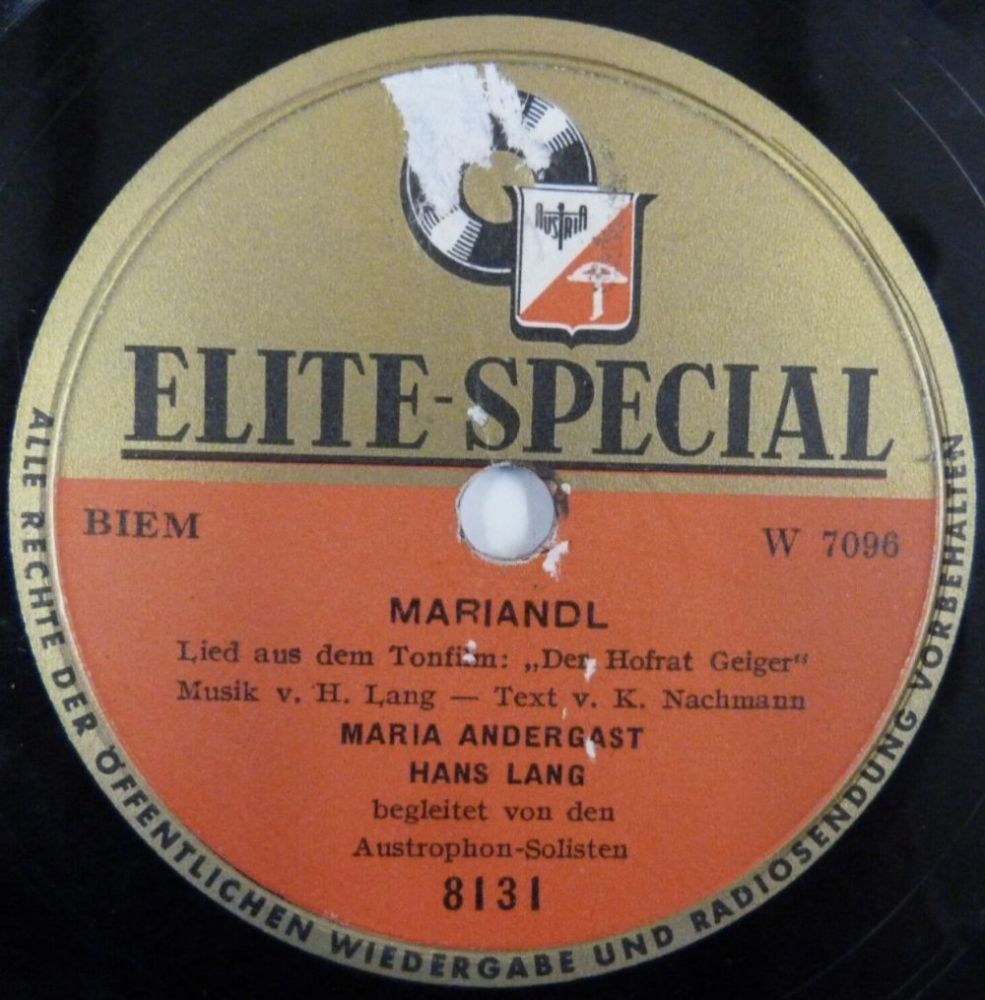 AUSTRIA
ELITE-SPECIAL
BIEM
W 7096
MARIANDL
Lied aus dem Tonfilm: „Der Hofrat Geiger“
Musik v. H. Lang — Text v. K. Nachmann
MARIA ANDERGAST
HANS LANG
begleitet von den
Austrophon-Solisten
8131
ALLE RECHTE DER ÖFFENTLICHEN WIEDERGABE UND RADIOSENDUNG VORBEHALTEN